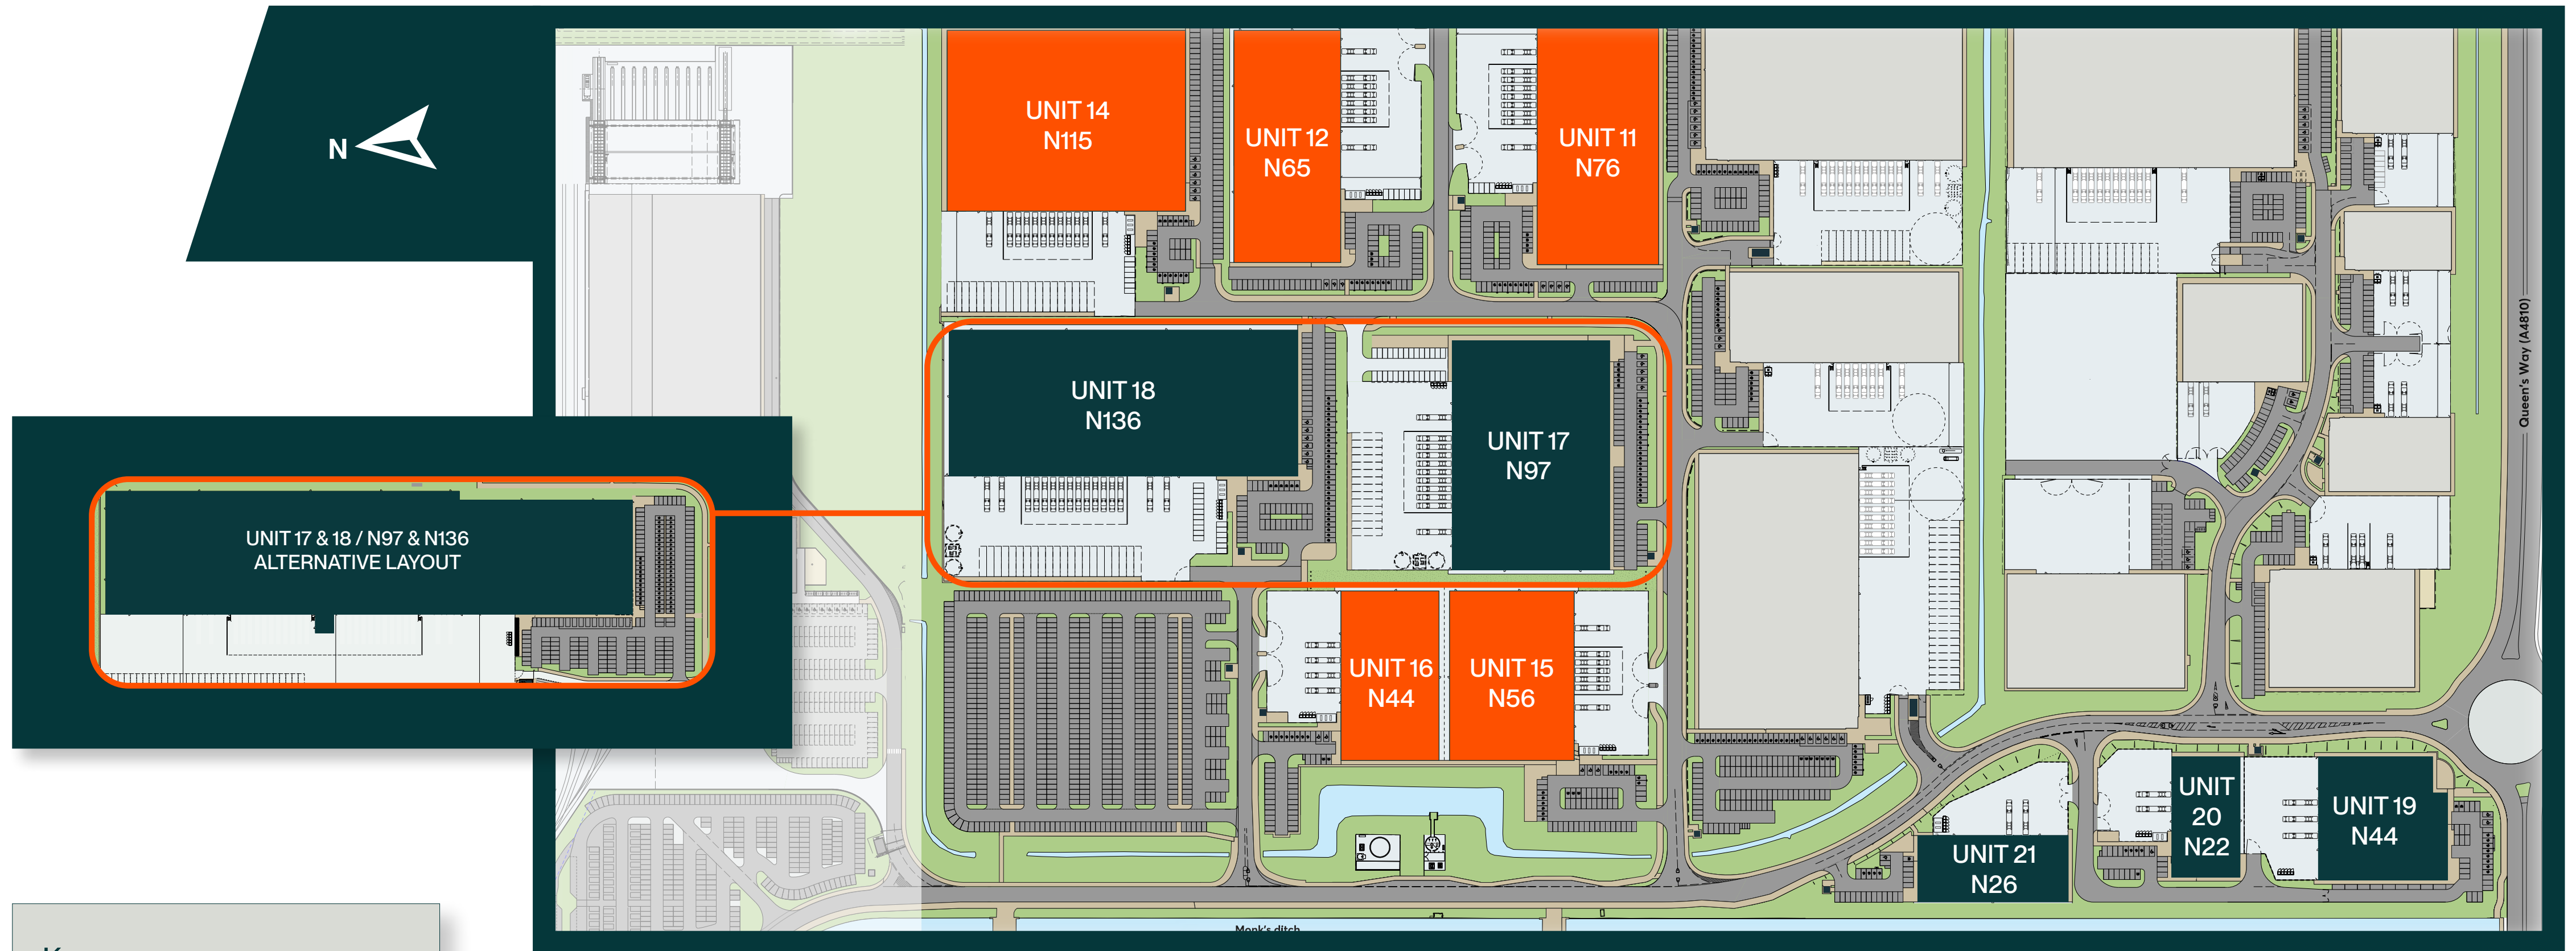 N
UNIT 14
N115
UNIT 12
N65
UNIT 11
N76
UNIT 18
N136
UNIT 17
N97
UNIT 17 & 18 / N97 & N136
ALTERNATIVE LAYOUT
UNIT 16
N44
UNIT 15
N56
UNIT 21
N26
UNIT
20
N22
UNIT 19
N44
Queen's Way (A4810)
Monk's ditch